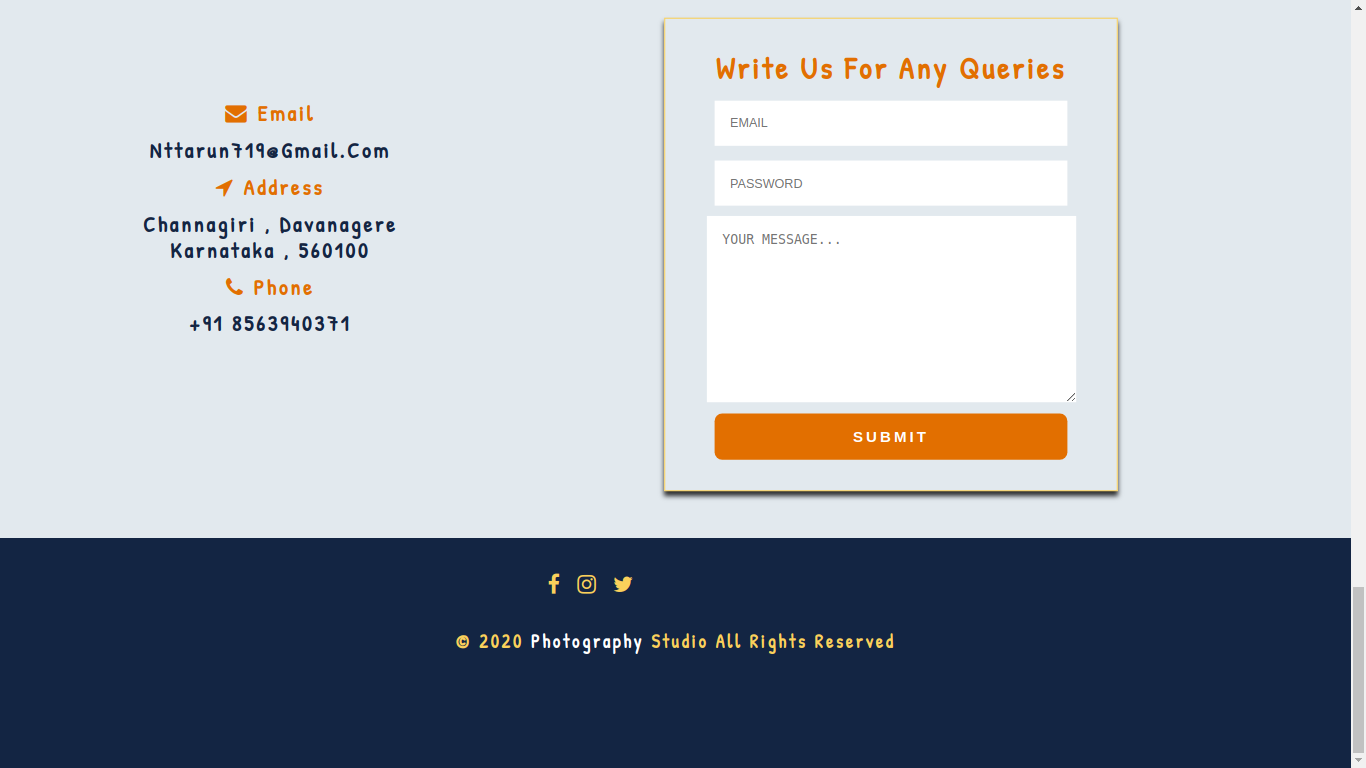 Email
Nttarun719@Gmail.Com
Address
Channagiri , Davanagere
Karnataka , 560100
Phone
+91 8563940371
Write Us For Any Queries
EMAIL
PASSWORD
YOUR MESSAGE...
SUBMIT
© 2020 Photography Studio All Rights Reserved